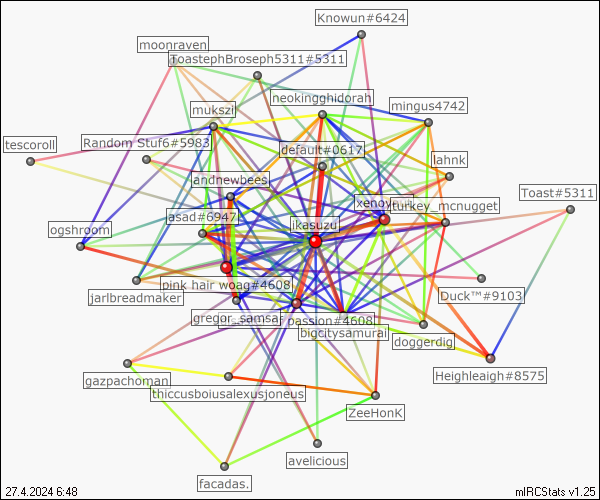 Knowun#6424
moonraven
ToastephBroseph5311#5311
neokingghidorah
mingus4742
mukszil
tescoroll
Random Stuf6#5983
default#0617
lahnk
andnewbees
Toast#5311
turkey_mcnugget
asad#6947
ikasuzu
ogshroom
pink hair woag#4608
jarlbreadmaker
Duck™#9103
gregor_samsa
passion#4608
bigcitysamurai
doggerdig
Heighleaigh#8575
gazpachoman
thiccusboiusalexusjoneus
ZeeHonK
avelicious
facadas.
27.4.2024 6:48
mIRCStats v1.25